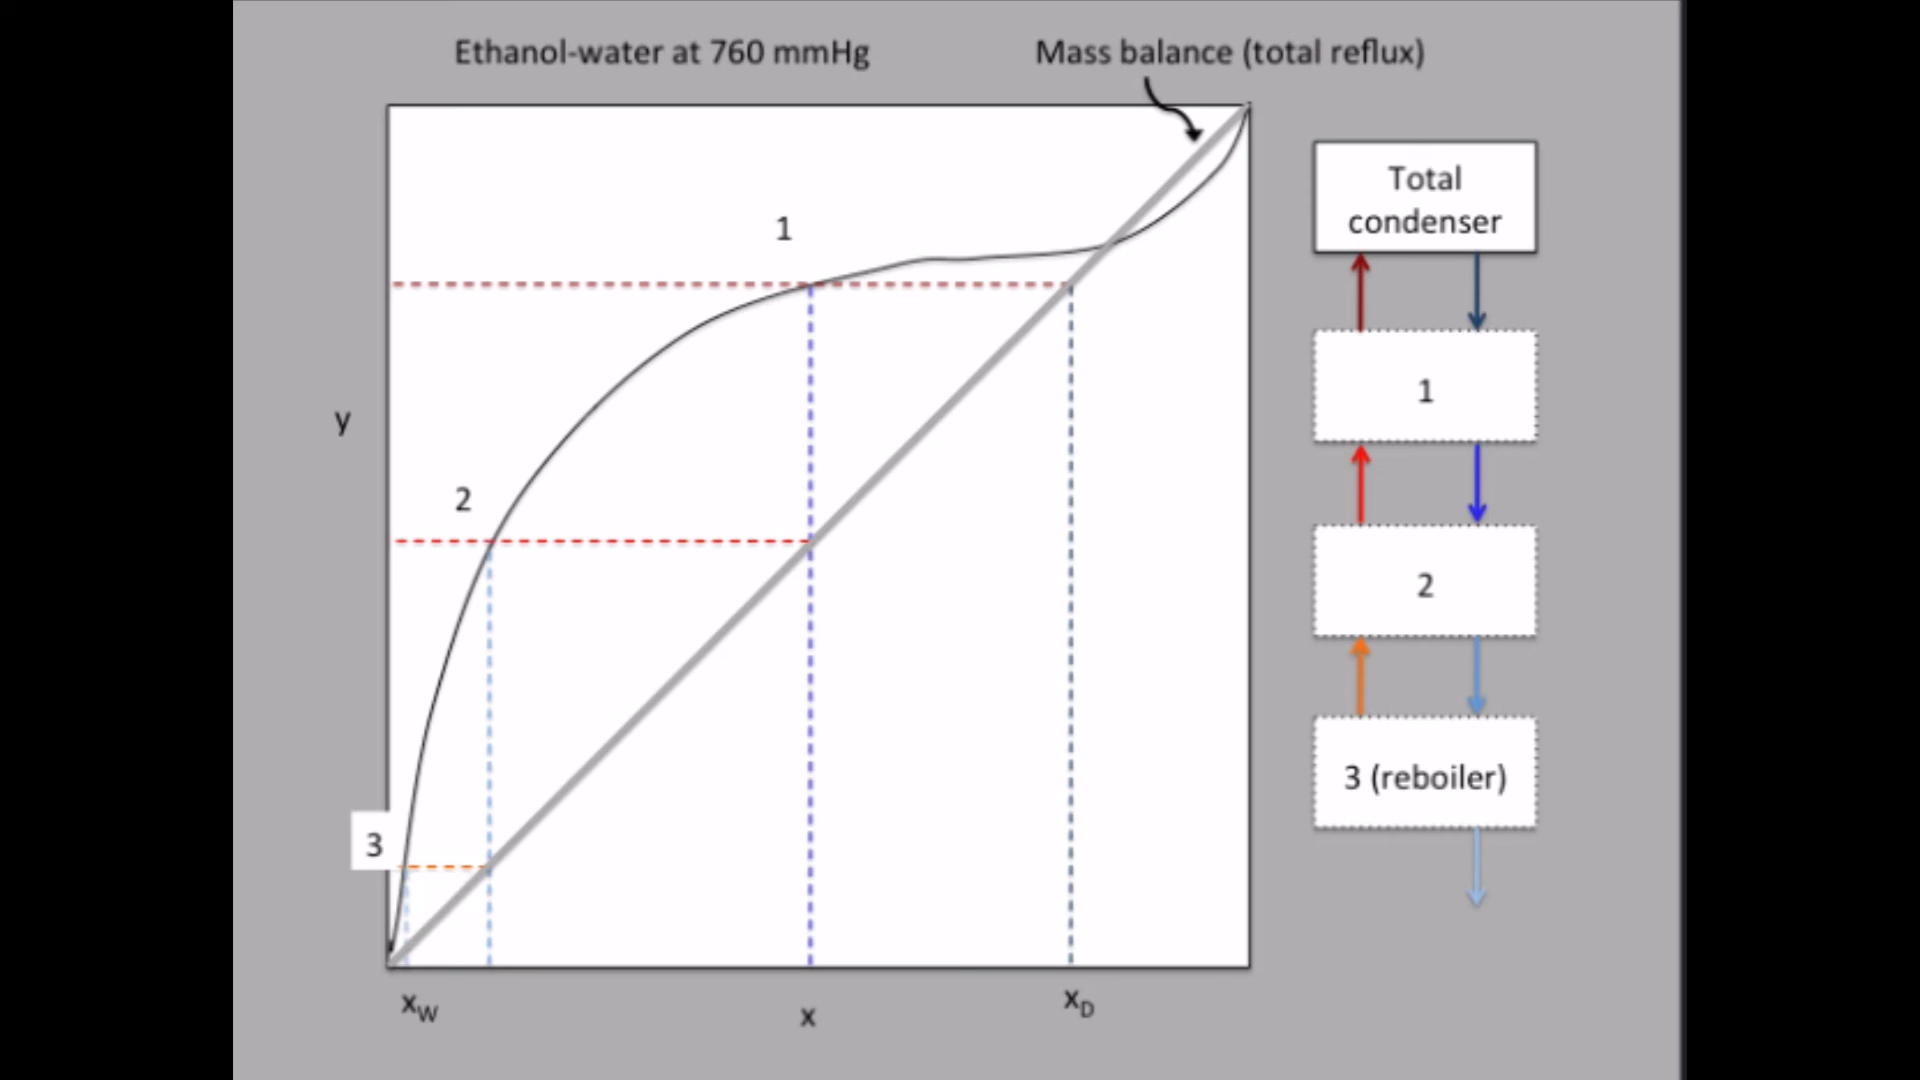 Ethanol-water at 760 mmHg
Mass balance (total reflux)
Total
condenser
1
1
y
2
2
3
3 (reboiler)
xW
x
xD